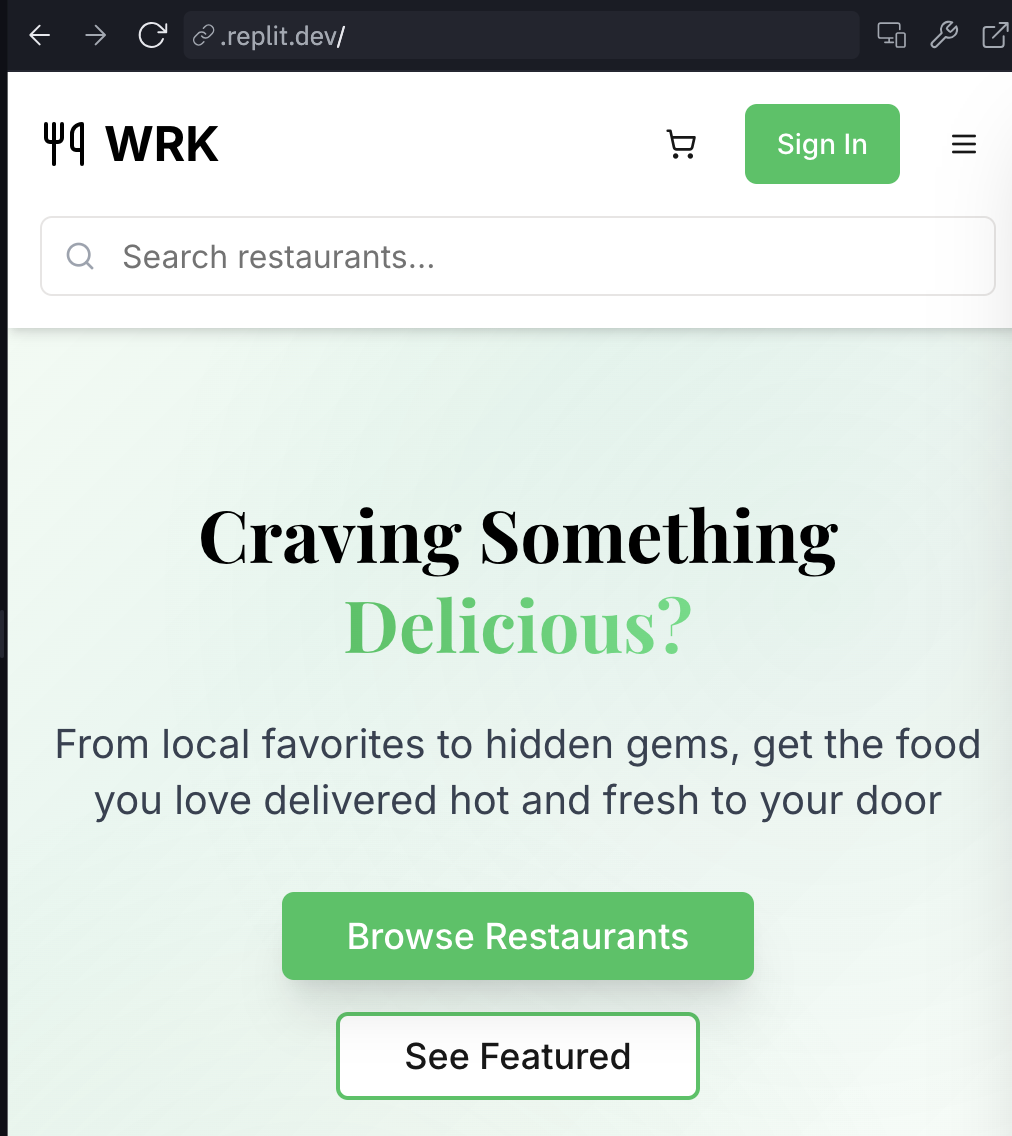 .replit.dev/
WRK
Sign In
Search restaurants...
Craving Something
Delicious?
From local favorites to hidden gems, get the food
you love delivered hot and fresh to your door
Browse Restaurants
See Featured